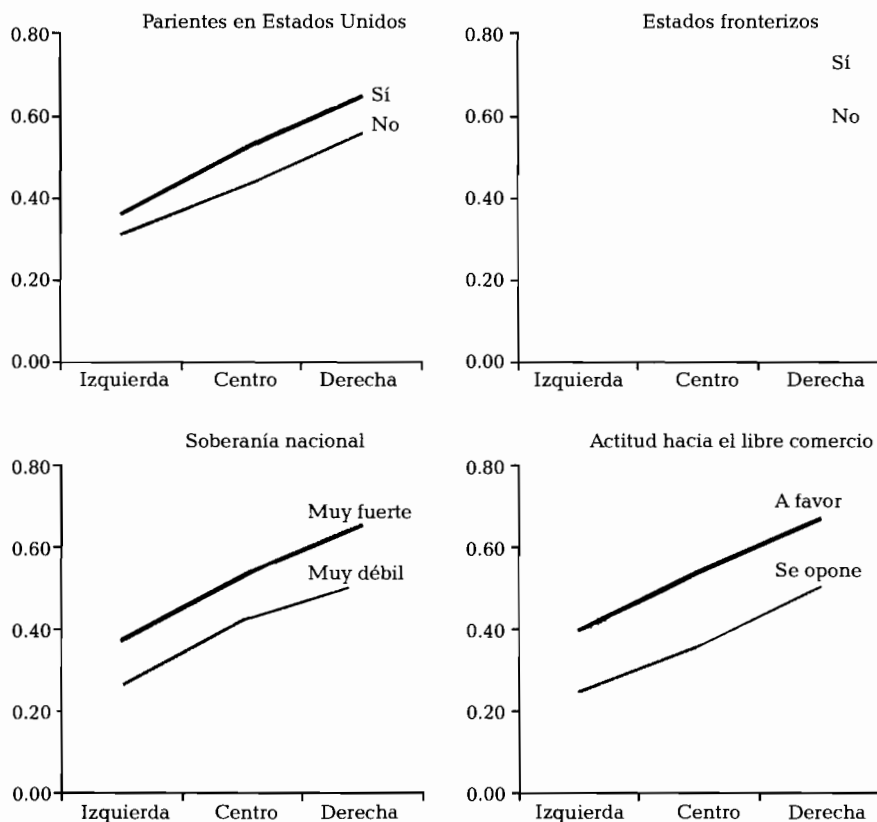 Parientes en Estados Unidos
0.80
0.60
0.40
0.20
0.00
Sí
No
Izquierda Centro Derecha
Estados fronterizos
0.80
0.60
0.40
0.20
0.00
Sí
No
Izquierda Centro Derecha
Soberanía nacional
0.80
0.60
0.40
0.20
0.00
Muy fuerte
Muy débil
Izquierda Centro Derecha
Actitud hacia el libre comercio
0.80
0.60
0.40
0.20
0.00
A favor
Se opone
Izquierda Centro Derecha